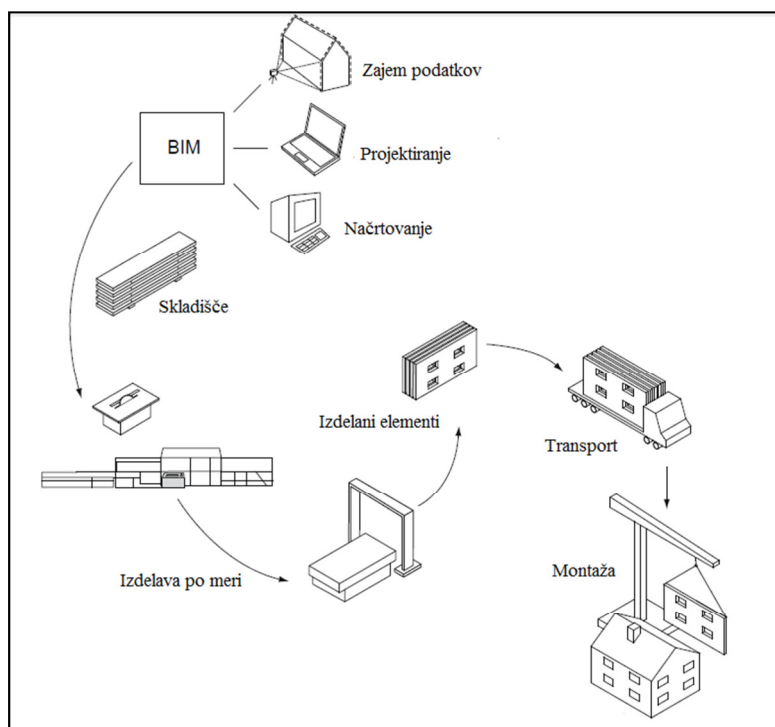 Zajem podatkov
BIM
Projektiranje
Načrtovanje
Skladišče
Izdelani elementi
Transport
Izdelava po meri
Montaža